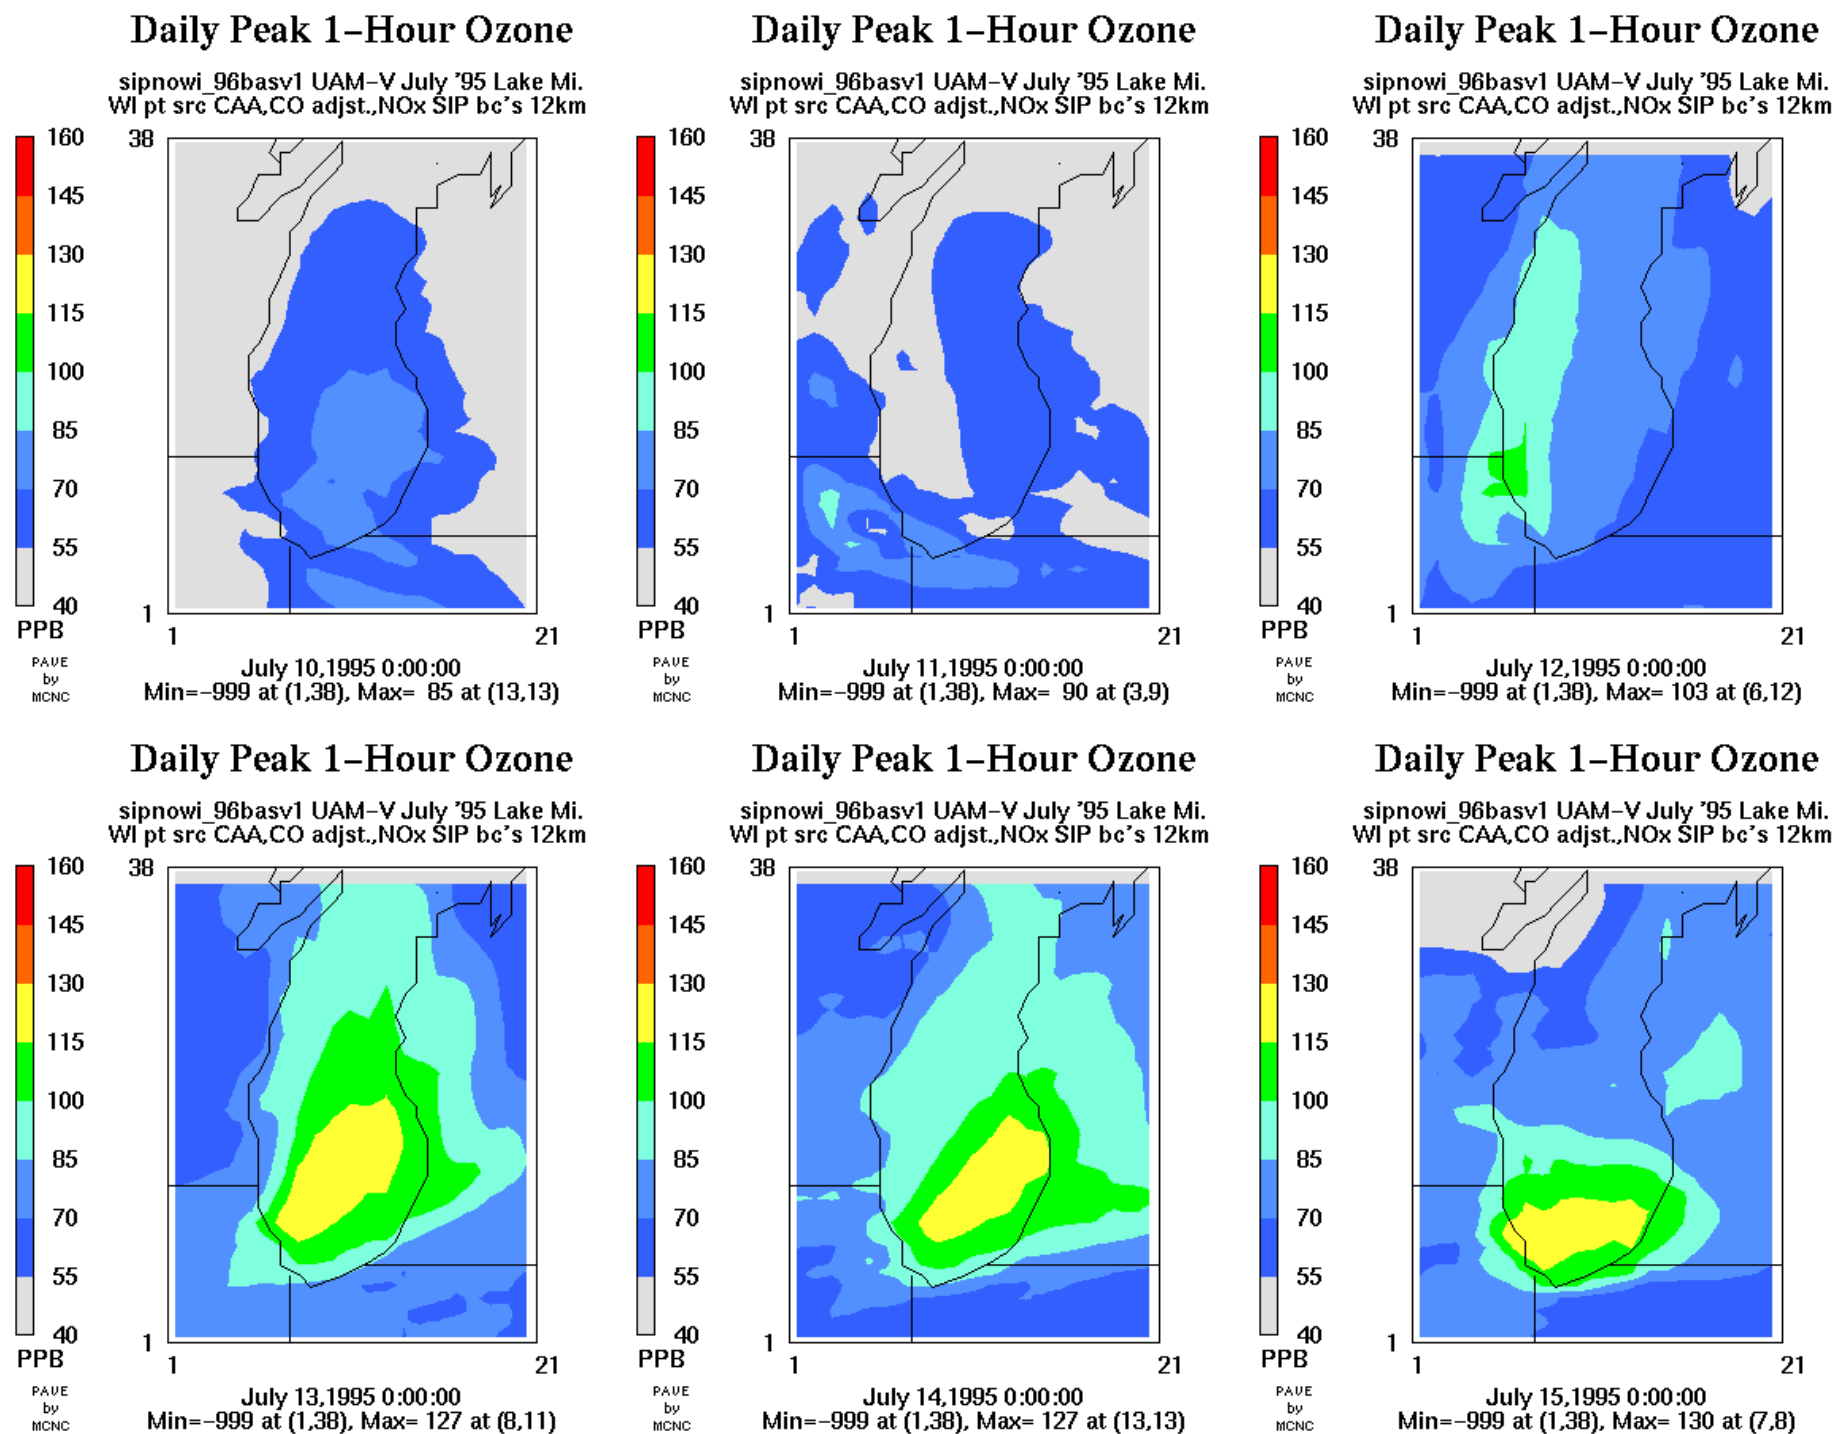 Daily Peak 1-Hour Ozone
sipnowi_96basv1 UAM-V July '95 Lake Mi.
WI pt src CAA,CO adjst.,NOx SIP bc's 12km
160
145
130
115
100
85
70
55
40
PPB
PAVE
by
MCNC
38
1
1
21
July 10,1995 0:00:00
Min=-999 at (1,38), Max= 85 at (13,13)
Daily Peak 1-Hour Ozone
sipnowi_96basv1 UAM-V July '95 Lake Mi.
WI pt src CAA,CO adjst.,NOx SIP bc's 12km
160
145
130
115
100
85
70
55
40
PPB
PAVE
by
MCNC
38
1
1
21
July 11,1995 0:00:00
Min=-999 at (1,38), Max= 90 at (3,9)
Daily Peak 1-Hour Ozone
sipnowi_96basv1 UAM-V July '95 Lake Mi.
WI pt src CAA,CO adjst.,NOx SIP bc's 12km
160
145
130
115
100
85
70
55
40
PPB
PAVE
by
MCNC
38
1
1
21
July 12,1995 0:00:00
Min=-999 at (1,38), Max= 103 at (6,12)
Daily Peak 1-Hour Ozone
sipnowi_96basv1 UAM-V July '95 Lake Mi.
WI pt src CAA,CO adjst.,NOx SIP bc's 12km
160
145
130
115
100
85
70
55
40
PPB
PAVE
by
MCNC
38
1
1
21
July 13,1995 0:00:00
Min=-999 at (1,38), Max= 127 at (8,11)
Daily Peak 1-Hour Ozone
sipnowi_96basv1 UAM-V July '95 Lake Mi.
WI pt src CAA,CO adjst.,NOx SIP bc's 12km
160
145
130
115
100
85
70
55
40
PPB
PAVE
by
MCNC
38
1
1
21
July 14,1995 0:00:00
Min=-999 at (1,38), Max= 127 at (13,13)
Daily Peak 1-Hour Ozone
sipnowi_96basv1 UAM-V July '95 Lake Mi.
WI pt src CAA,CO adjst.,NOx SIP bc's 12km
160
145
130
115
100
85
70
55
40
PPB
PAVE
by
MCNC
38
1
1
21
July 15,1995 0:00:00
Min=-999 at (1,38), Max= 130 at (7,8)